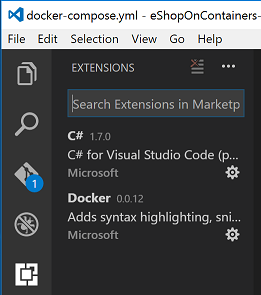 docker-compose.yml - eShopOnContainers-
File Edit Selection View Go Help
EXTENSIONS
Search Extensions in Marketp
C# 1.7.0
C# for Visual Studio Code (p...
Microsoft
1
Docker 0.0.12
Adds syntax highlighting, sni...
Microsoft